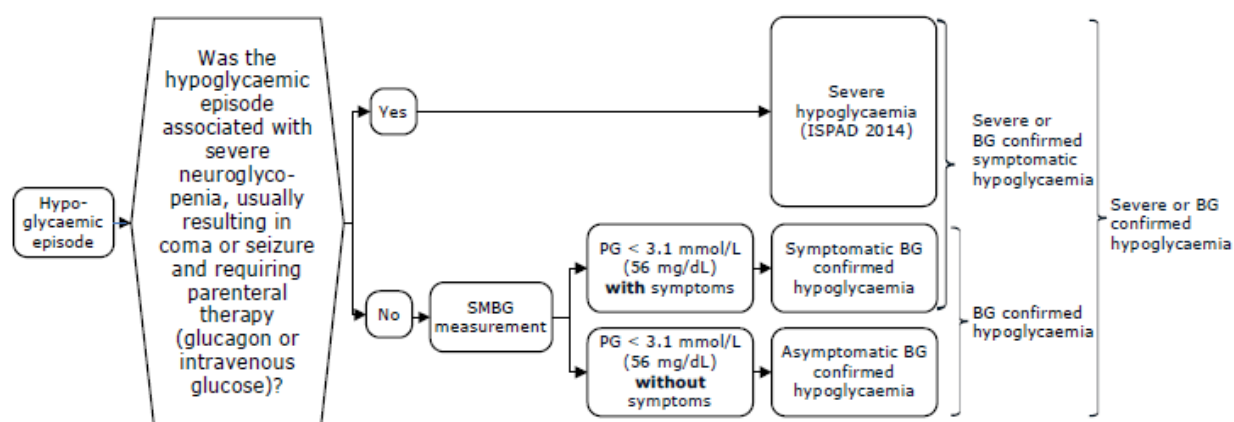 Hypo-
glycaemic
episode
Was the
hypoglycaemic
episode
associated with
severe
neuroglyco-
penia, usually
resulting in
coma or seizure
and requiring
parenteral
therapy
(glucagon or
intravenous
glucose)?
Yes
No
SMBG
measurement
PG < 3.1 mmol/L
(56 mg/dL)
with symptoms
PG < 3.1 mmol/L
(56 mg/dL)
without
symptoms
Severe
hypoglycaemia
(ISPAD 2014)
Symptomatic BG
confirmed
hypoglycaemia
Asymptomatic BG
confirmed
hypoglycaemia
Severe or
BG confirmed
symptomatic
hypoglycaemia
BG confirmed
hypoglycaemia
Severe or BG
confirmed
hypoglycaemia